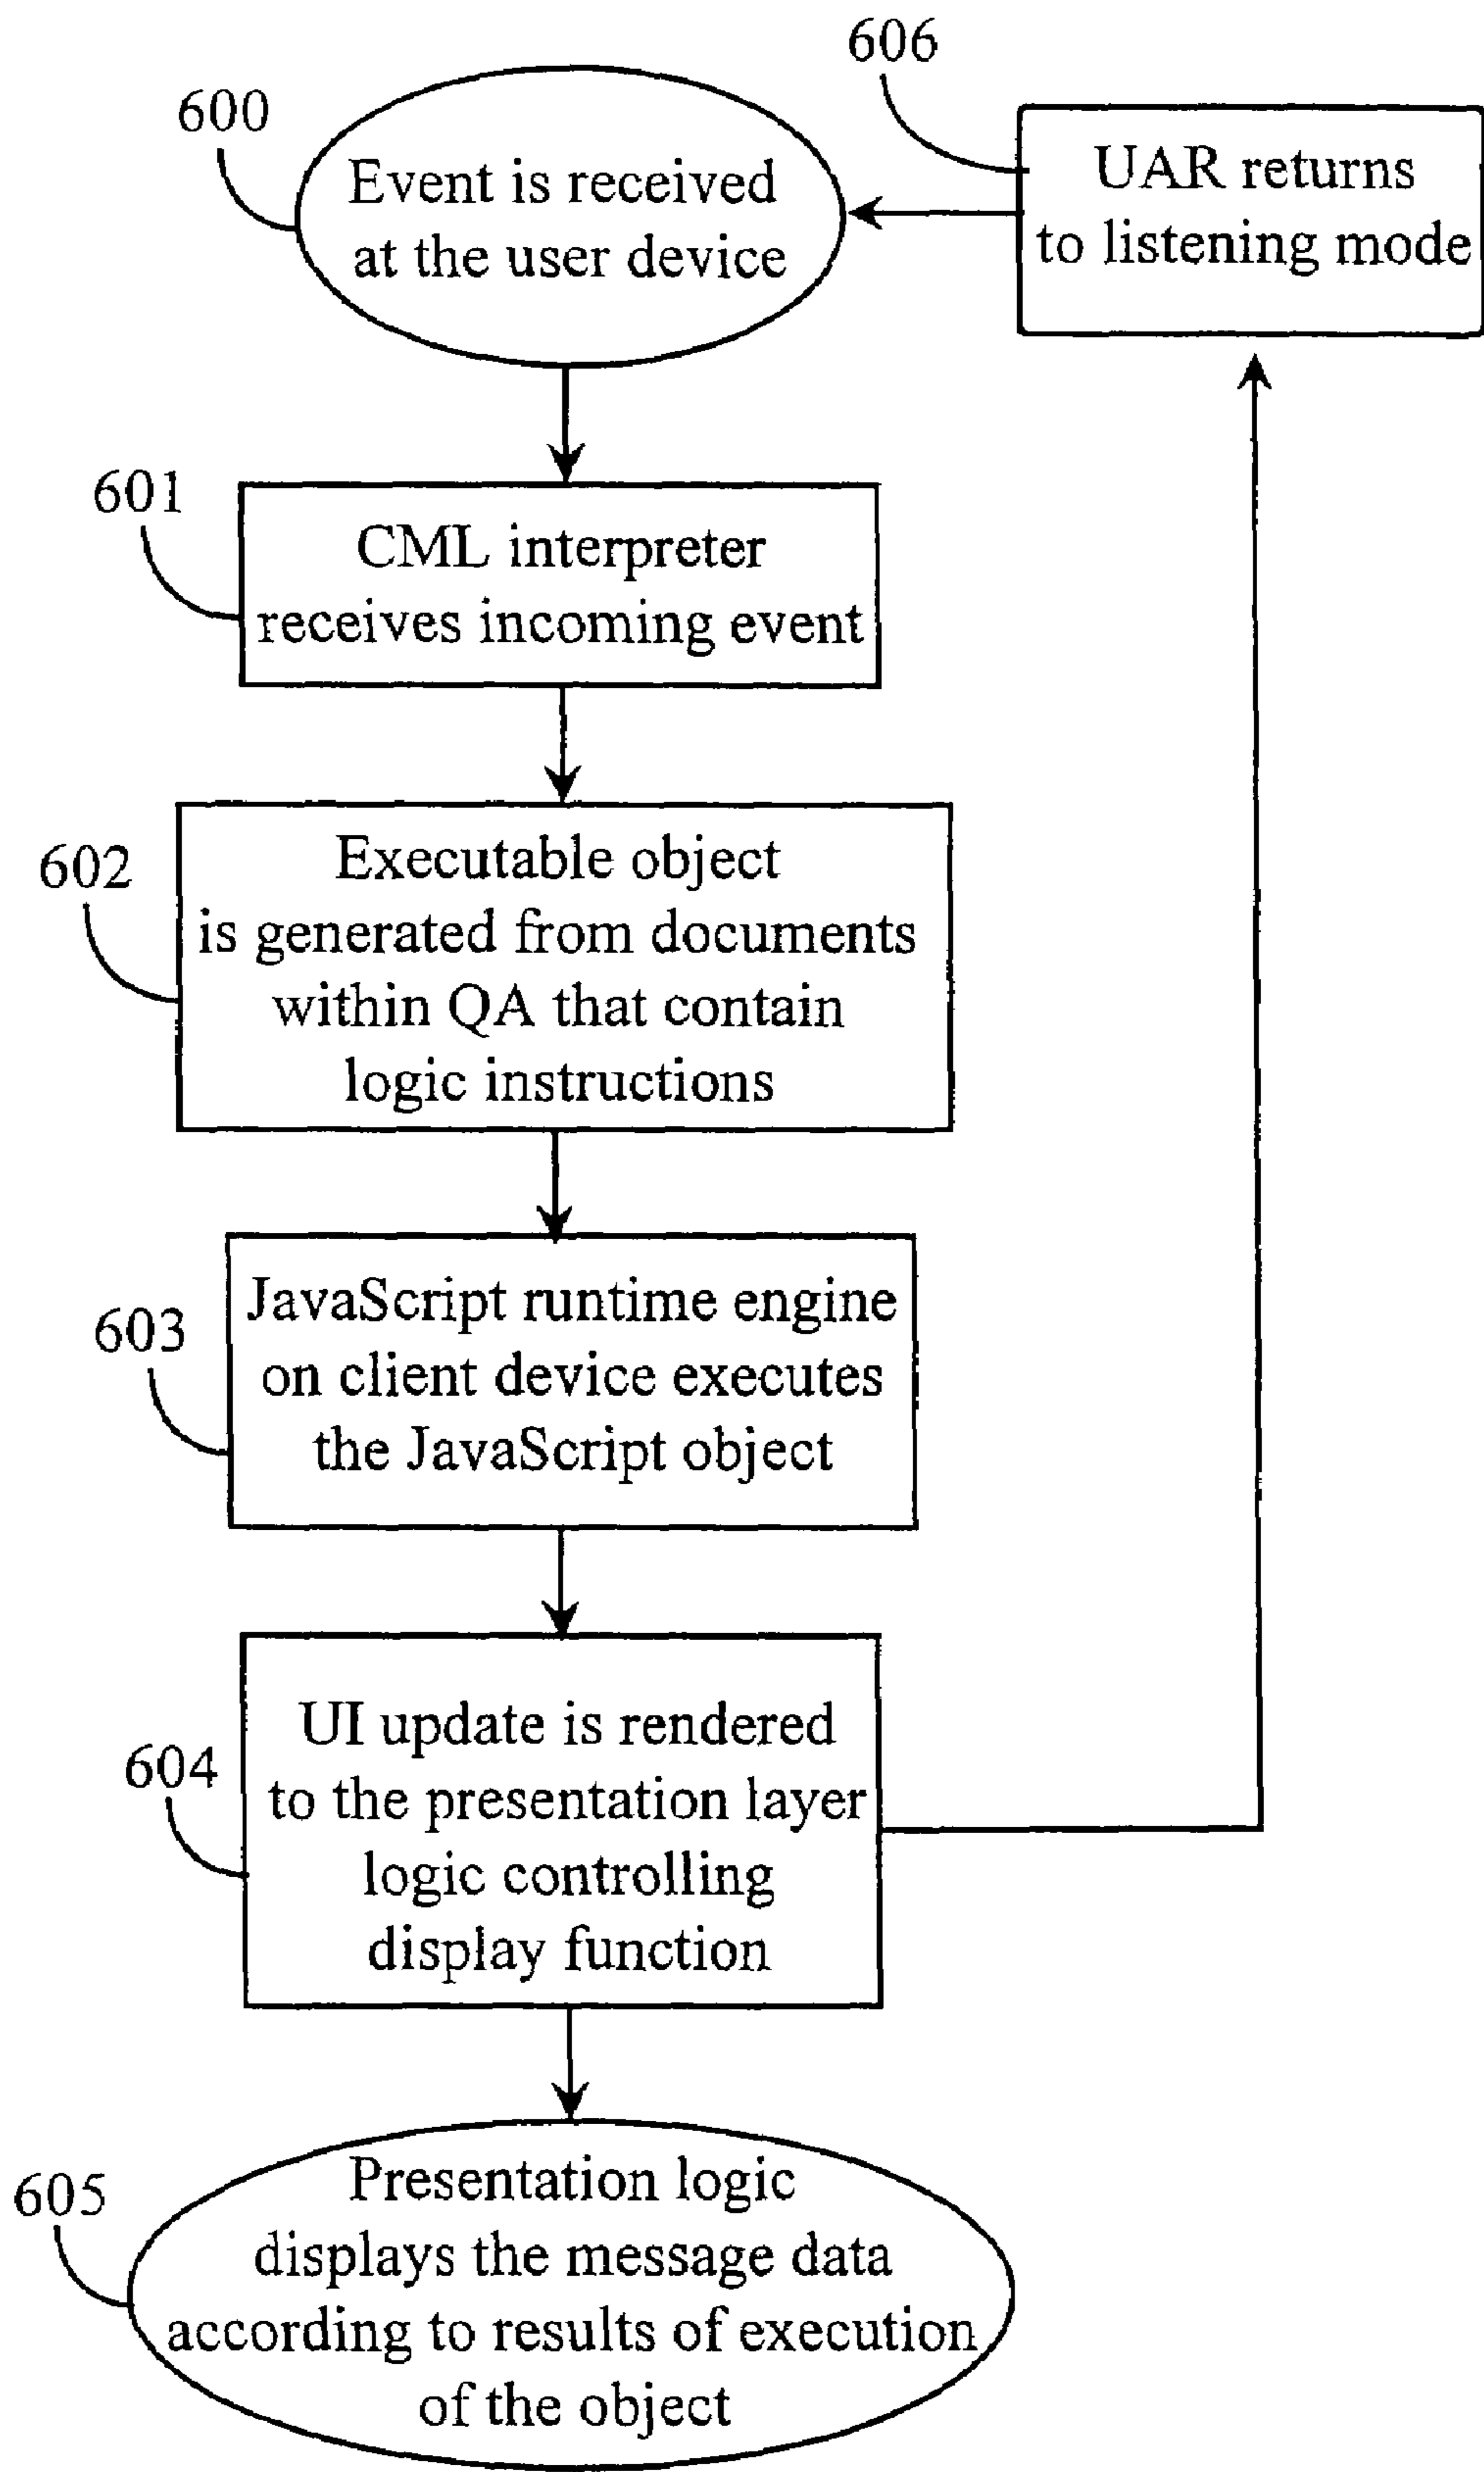 606
600
UAR returns
to listening mode
Event is received
at the user device
601
CML interpreter
receives incoming event
602
Executable object
is generated from documents
within QA that contain
logic instructions
603
JavaScript runtime engine
on client device executes
the JavaScript object
604
UI update is rendered
to the presentation layer
logic controlling
display function
605
Presentation logic
displays the message data
according to results of execution
of the object